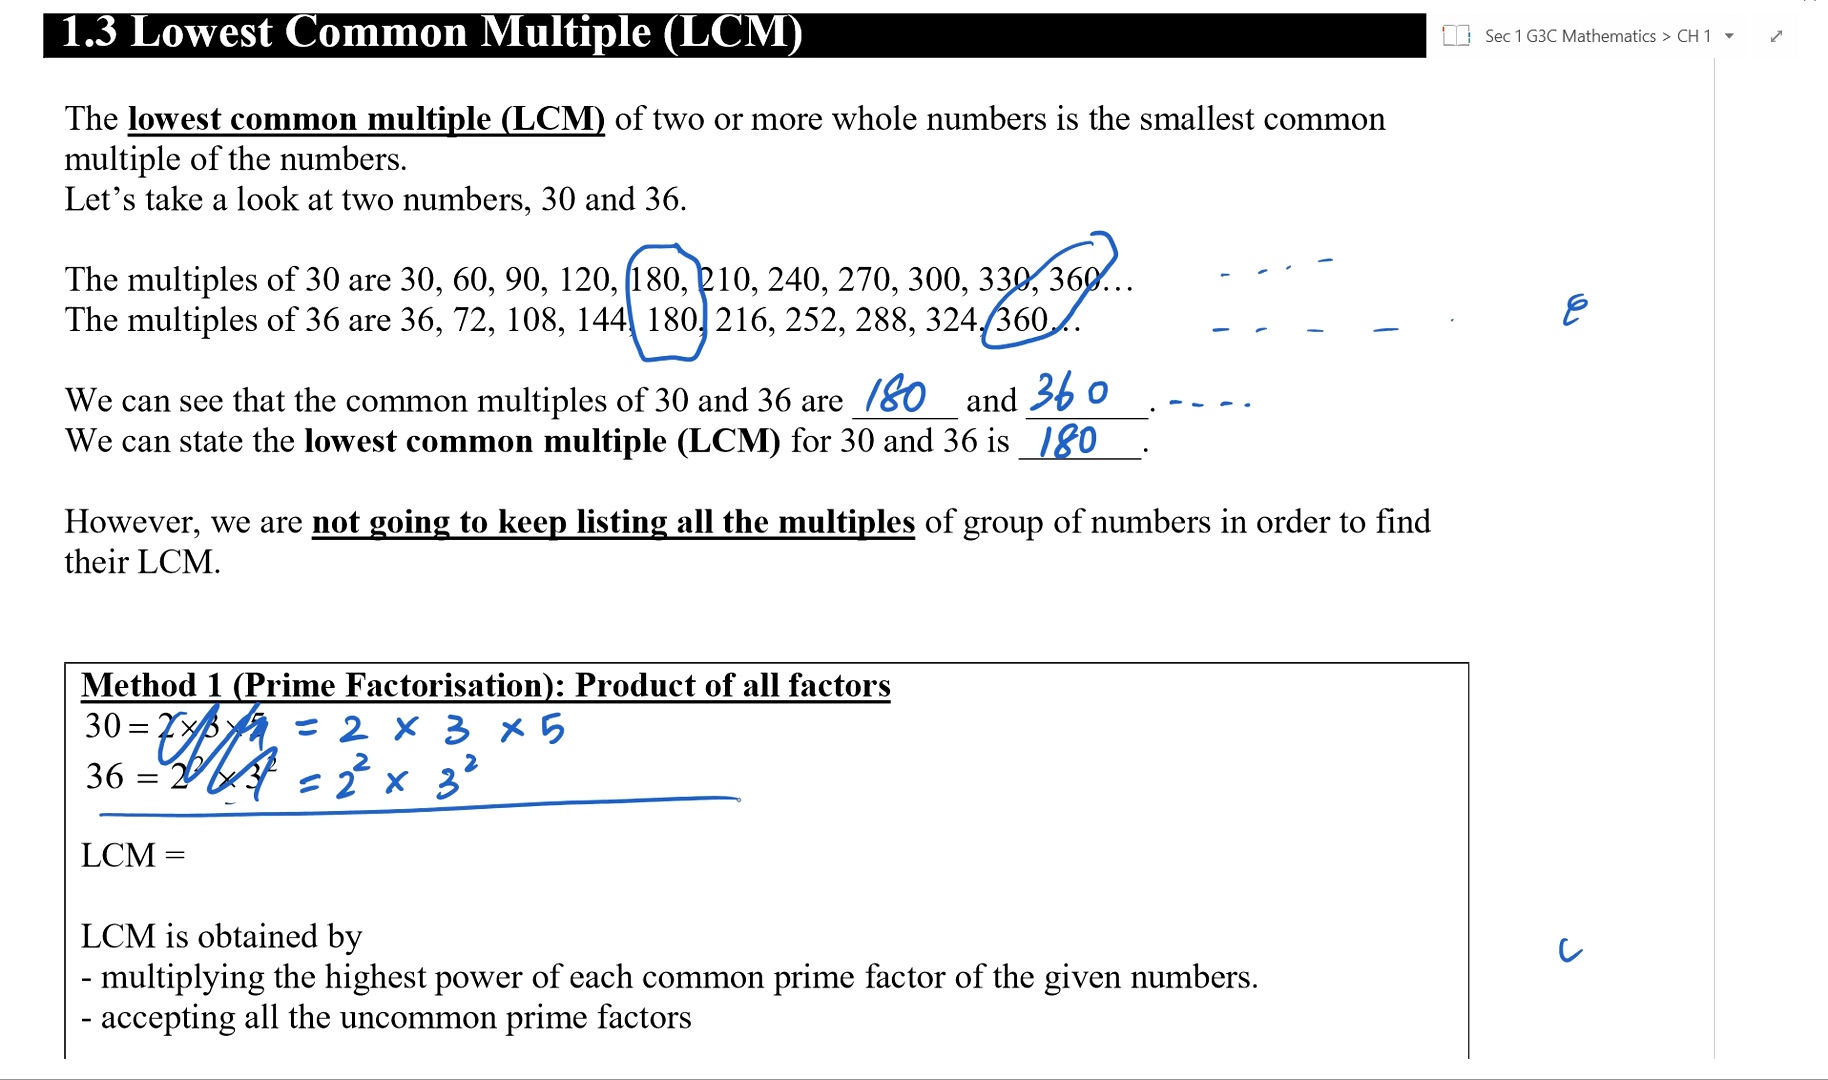 1.3 Lowest Common Multiple (LCM)
Sec 1 G3C Mathematics > CH 1
The lowest common multiple (LCM) of two or more whole numbers is the smallest common
multiple of the numbers.
Let’s take a look at two numbers, 30 and 36.
The multiples of 30 are 30, 60, 90, 120, 180, 210, 240, 270, 300, 330, 360…
The multiples of 36 are 36, 72, 108, 144, 180, 216, 252, 288, 324, 360…
We can see that the common multiples of 30 and 36 are 180 and 360.
We can state the lowest common multiple (LCM) for 30 and 36 is 180.
However, we are not going to keep listing all the multiples of group of numbers in order to find
their LCM.
Method 1 (Prime Factorisation): Product of all factors
30 = 2 × 3 × 5 = 2 × 3 × 5
36 = 2² × 3² = 2² × 3²
LCM =
LCM is obtained by
- multiplying the highest power of each common prime factor of the given numbers.
- accepting all the uncommon prime factors